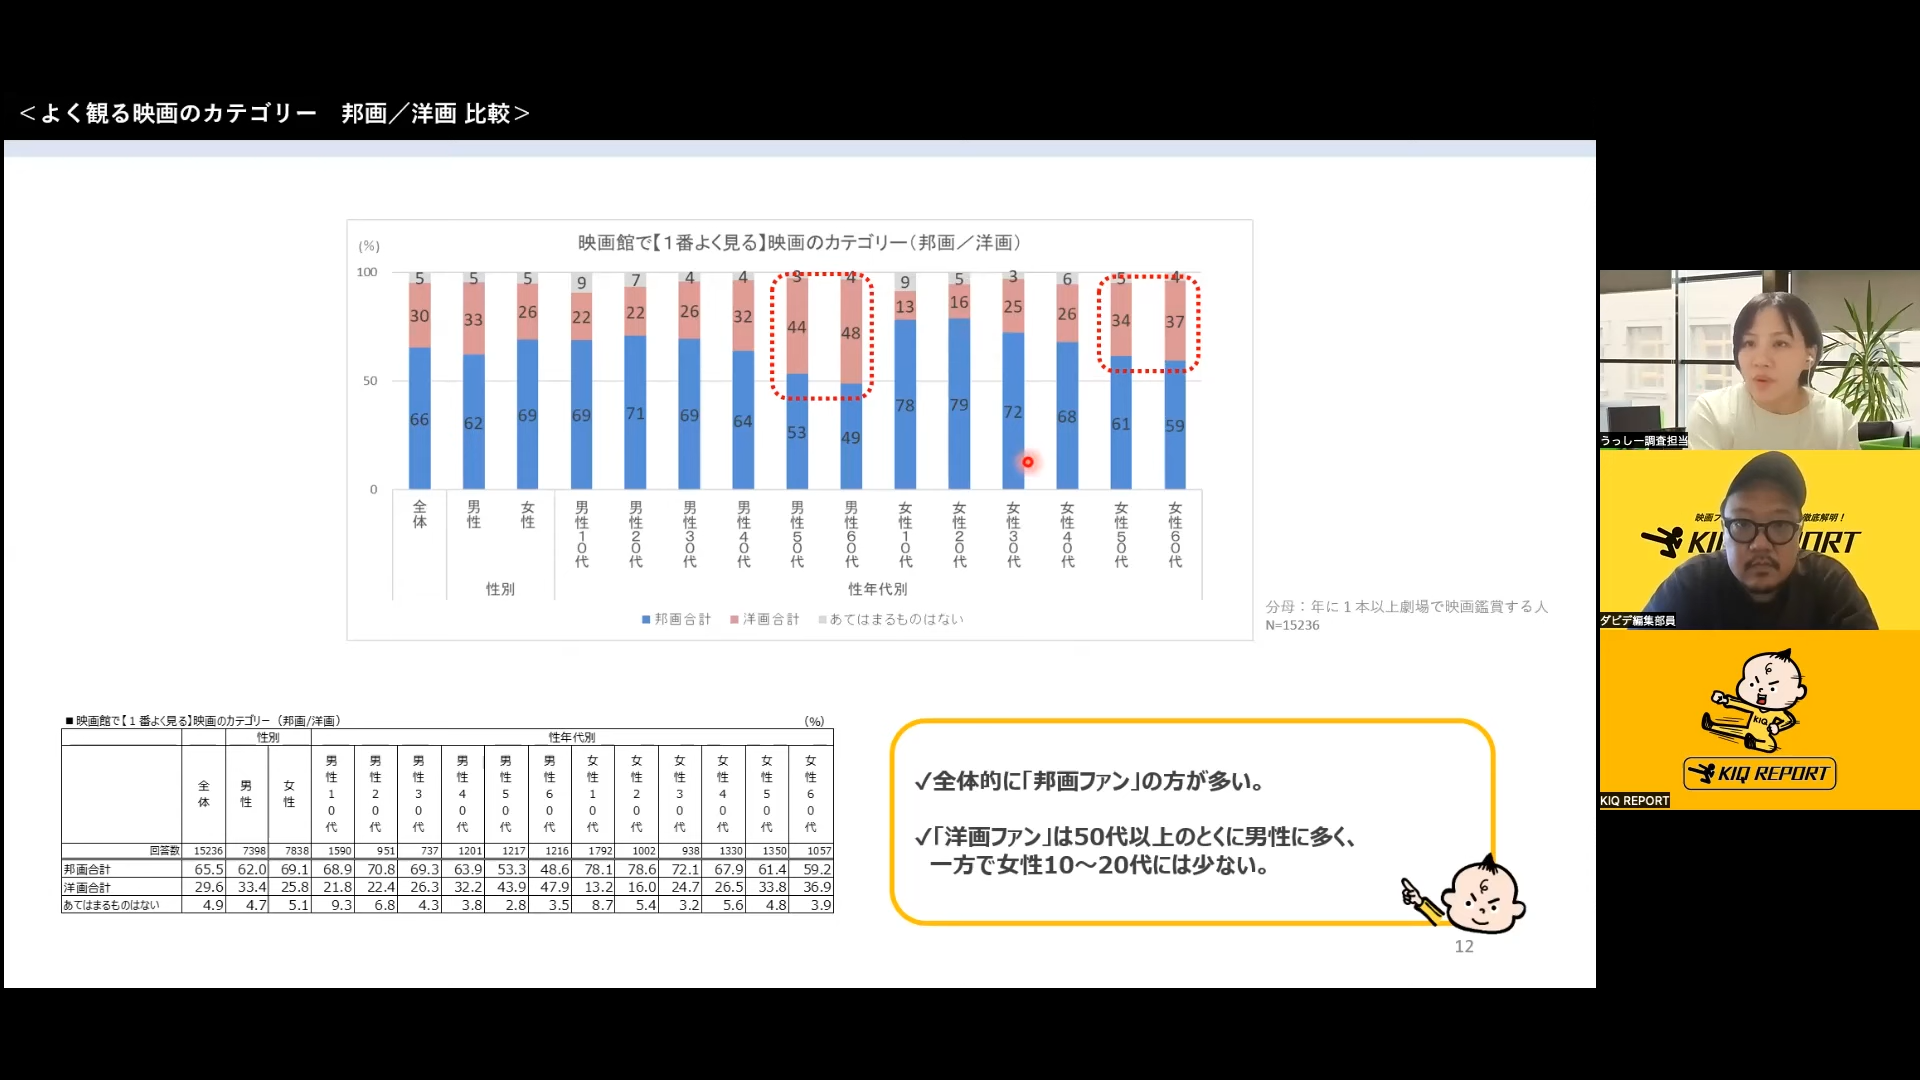 ＜よく観る映画のカテゴリー　邦画／洋画 比較＞
映画館で【１番よく見る】映画のカテゴリー（邦画／洋画）
(%)
100
50
0
5 5 5 9 7 4 4 3 4 9 5 3 6 5 4
30 33 26 22 22 26 32 44 48 13 16 25 26 34 37
66 62 69 69 71 69 64 53 49 78 79 72 68 61 59
全体 男性 女性 男性10代 男性20代 男性30代 男性40代 男性50代 男性60代 女性10代 女性20代 女性30代 女性40代 女性50代 女性60代
性別 性年代別
邦画合計 洋画合計 あてはまるものはない
分母：年に１本以上劇場で映画鑑賞する人
N=15236
■映画館で【１番よく見る】映画のカテゴリー（邦画/洋画） (%)
性別 性年代別
全体 男性 女性 男性10代 男性20代 男性30代 男性40代 男性50代 男性60代 女性10代 女性20代 女性30代 女性40代 女性50代 女性60代
回答数 15236 7398 7838 1590 951 737 1201 1217 1216 1792 1002 938 1330 1350 1057
邦画合計 65.5 62.0 69.1 68.9 70.8 69.3 63.9 53.3 48.6 78.1 78.6 72.1 67.9 61.4 59.2
洋画合計 29.6 33.4 25.8 21.8 22.4 26.3 32.2 43.9 47.9 13.2 16.0 24.7 26.5 33.8 36.9
あてはまるものはない 4.9 4.7 5.1 9.3 6.8 4.3 3.8 2.8 3.5 8.7 5.4 3.2 5.6 4.8 3.9
✓全体的に「邦画ファン」の方が多い。
✓「洋画ファン」は50代以上のとくに男性に多く、
一方で女性10～20代には少ない。
12
うっしー調査担当
映画フ 徹底解明！
KIQ REPORT
ダビデ編集部員
KIQ
KIQ REPORT
KIQ REPORT